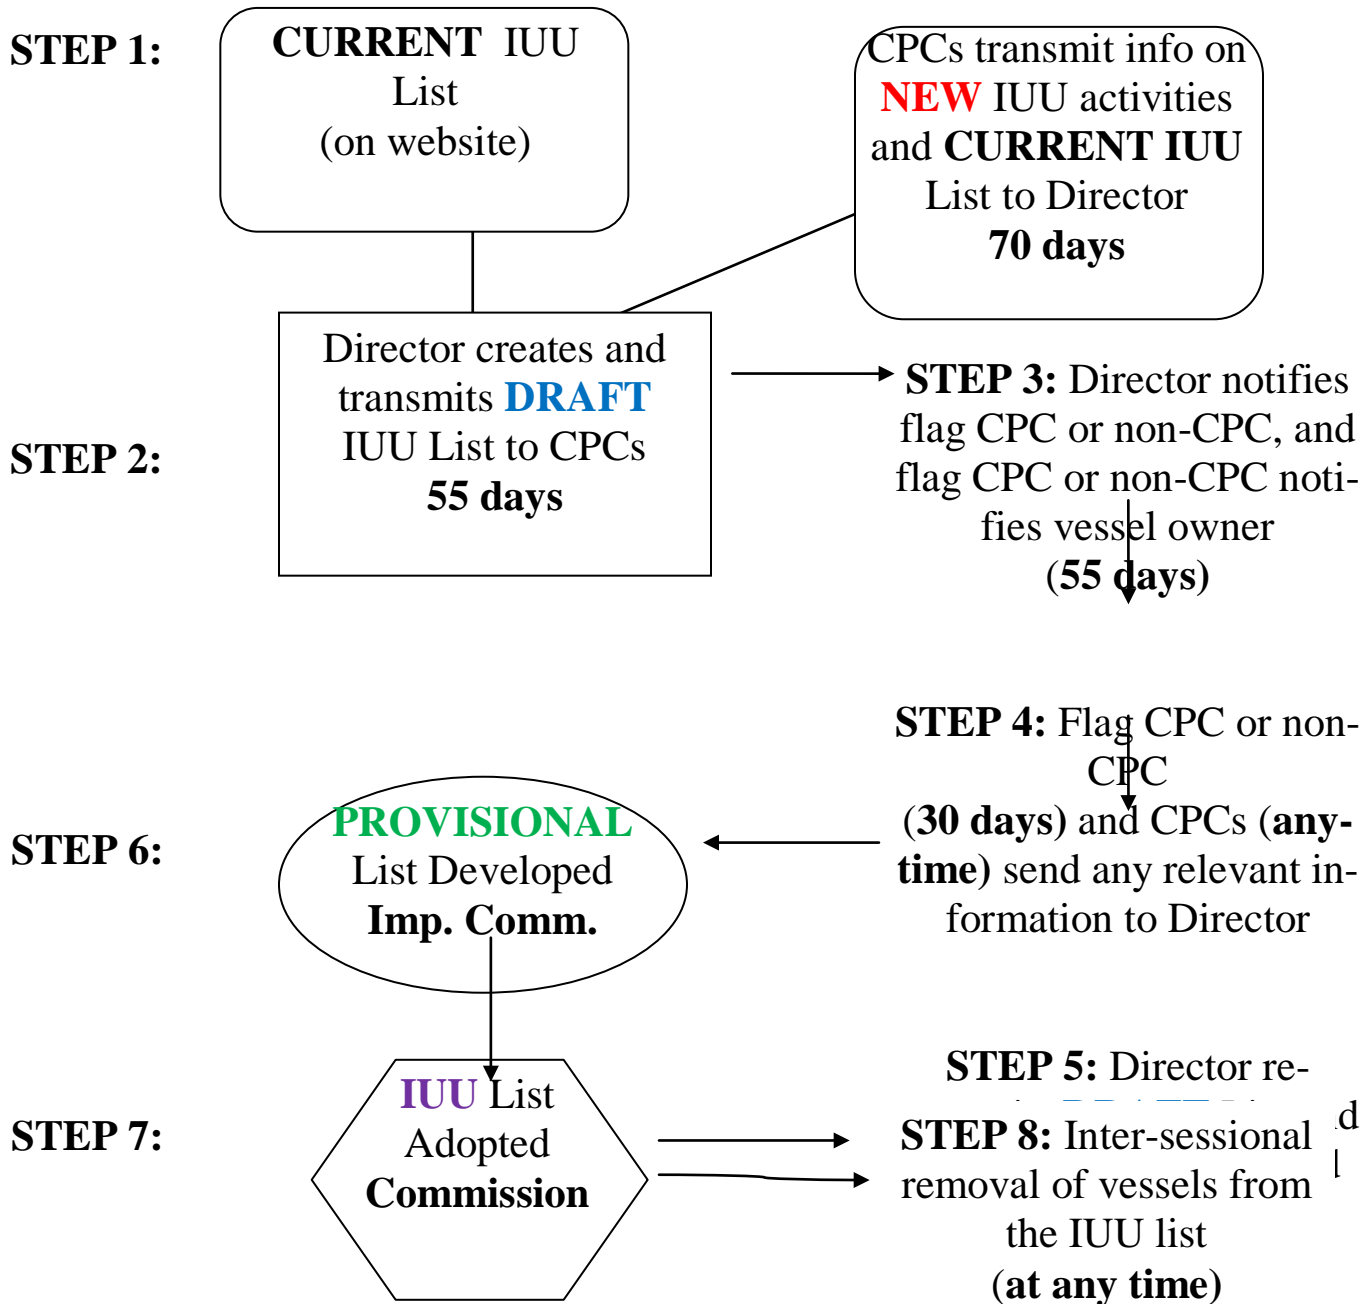 STEP 1:
CURRENT IUU
List
(on website)
CPCs transmit info on
NEW IUU activities
and CURRENT IUU
List to Director
70 days
STEP 2:
Director creates and
transmits DRAFT
IUU List to CPCs
55 days
STEP 3: Director notifies
flag CPC or non-CPC, and
flag CPC or non-CPC noti-
fies vessel owner
(55 days)
STEP 4: Flag CPC or non-
CPC
(30 days) and CPCs (any-
time) send any relevant in-
formation to Director
STEP 6:
PROVISIONAL
List Developed
Imp. Comm.
STEP 5: Director re-
STEP 7:
IUU List
Adopted
Commission
STEP 8: Inter-sessional
removal of vessels from
the IUU list
(at any time)